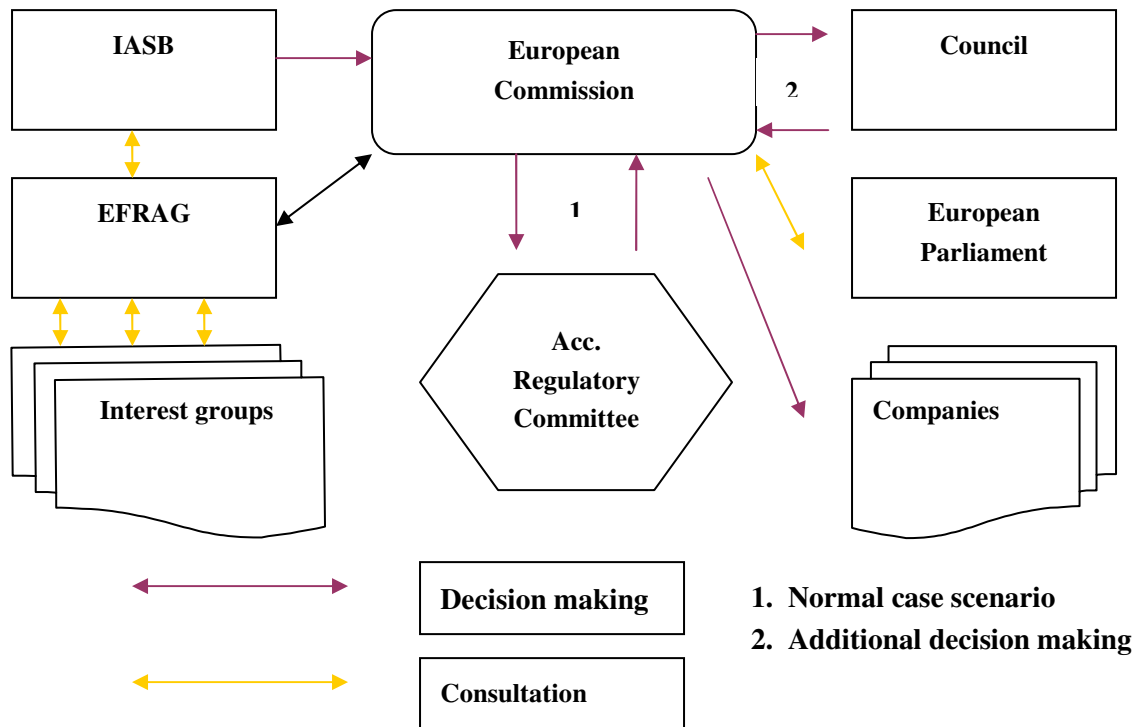 IASB
European
Commission
Council
2
EFRAG
1
European
Parliament
Acc.
Regulatory
Committee
Interest groups
Companies
Decision making
1. Normal case scenario
2. Additional decision making
Consultation